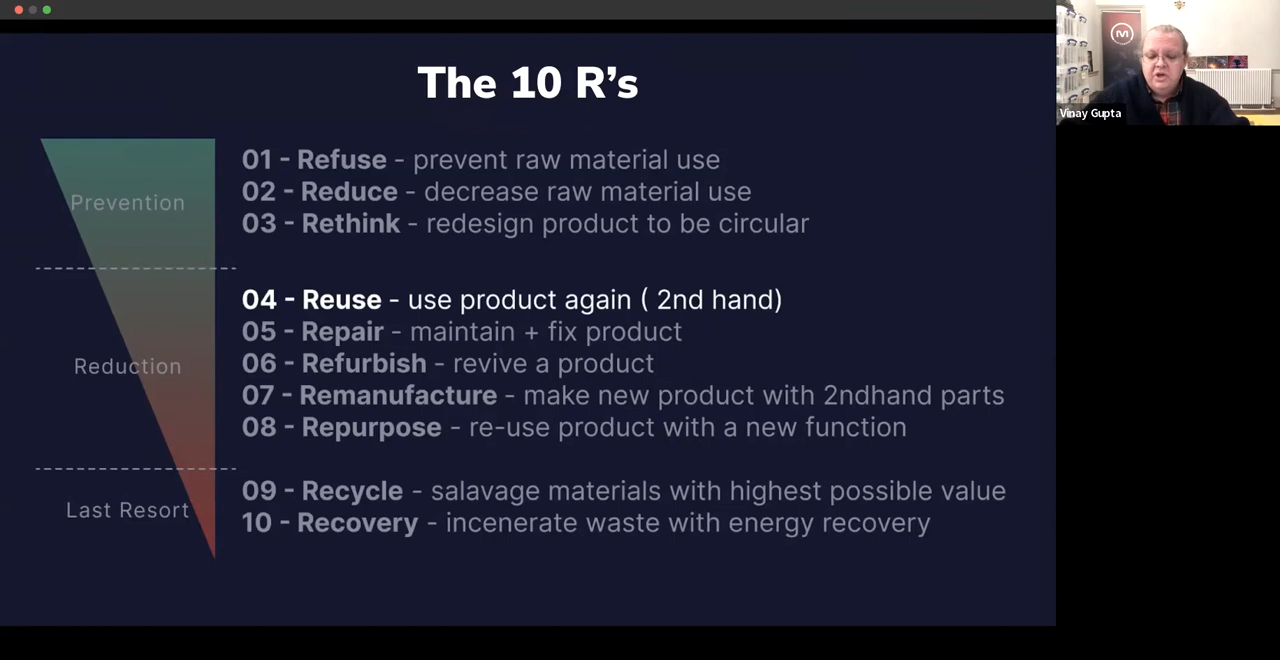 The 10 R's
Prevention
01 - Refuse - prevent raw material use
02 - Reduce - decrease raw material use
03 - Rethink - redesign product to be circular
Reduction
04 - Reuse - use product again ( 2nd hand)
05 - Repair - maintain + fix product
06 - Refurbish - revive a product
07 - Remanufacture - make new product with 2ndhand parts
08 - Repurpose - re-use product with a new function
Last Resort
09 - Recycle - salavage materials with highest possible value
10 - Recovery - incenerate waste with energy recovery
Vinay Gupta